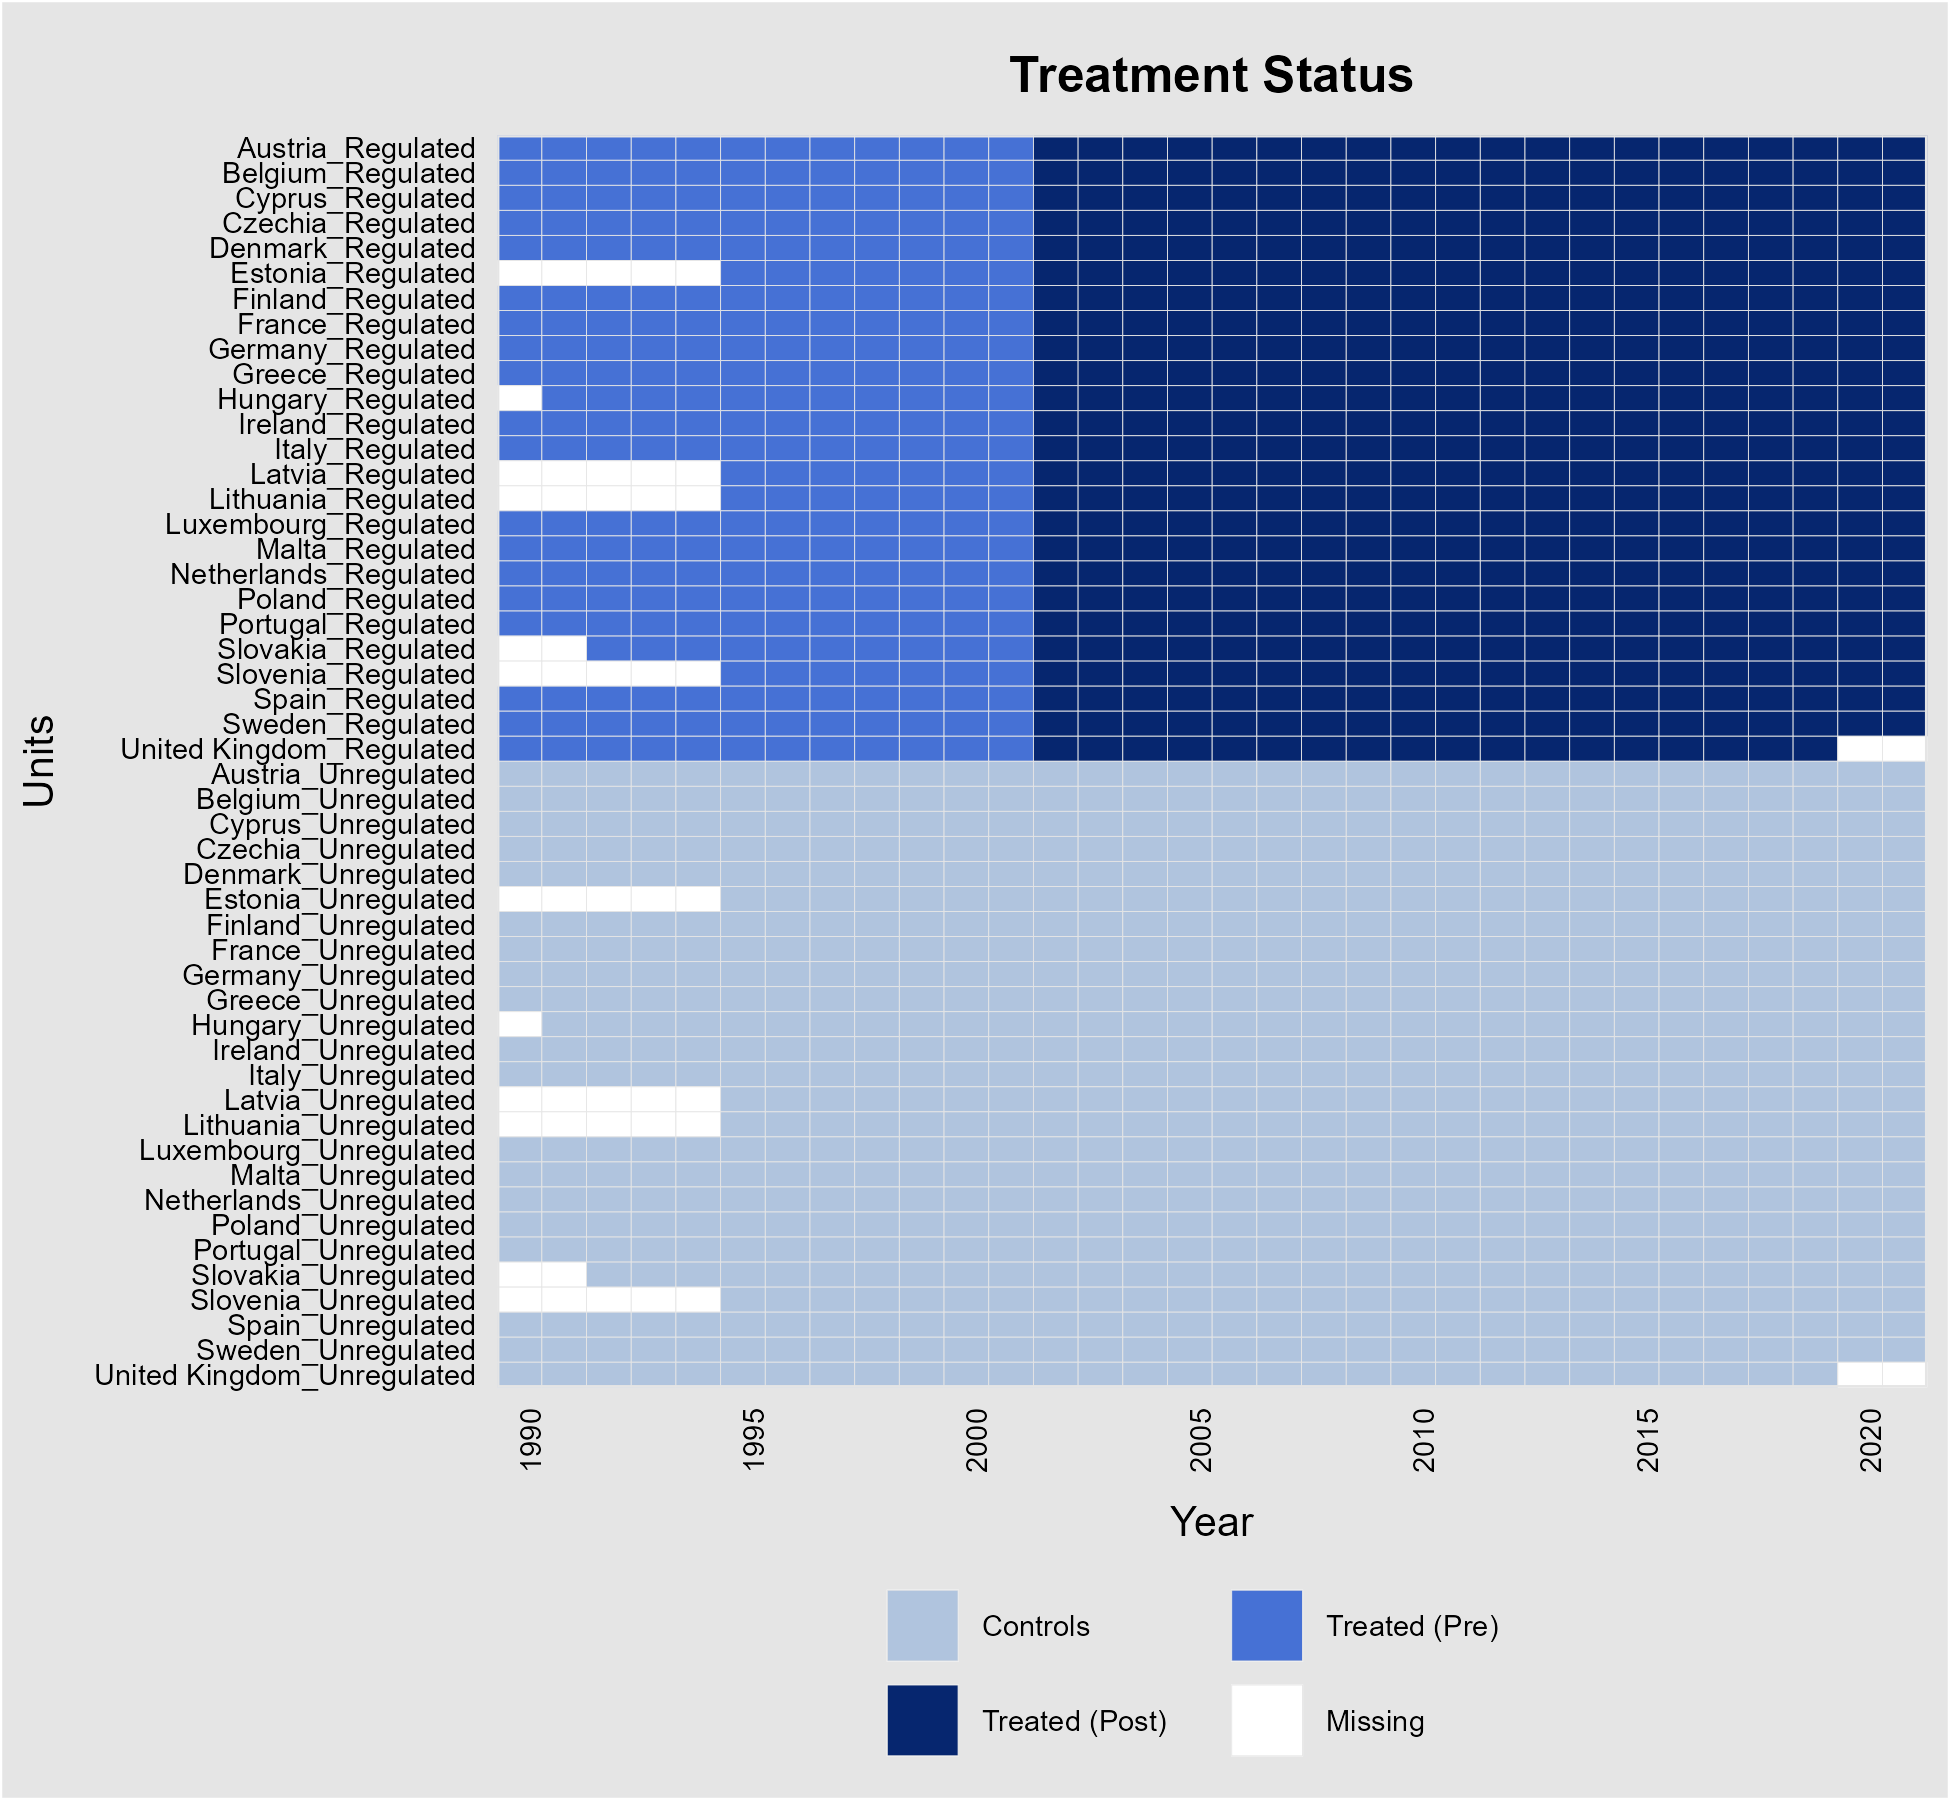 Treatment Status
Austria_Regulated
Belgium_Regulated
Cyprus_Regulated
Czechia_Regulated
Denmark_Regulated
Estonia_Regulated
Finland_Regulated
France_Regulated
Germany_Regulated
Greece_Regulated
Hungary_Regulated
Ireland_Regulated
Italy_Regulated
Latvia_Regulated
Lithuania_Regulated
Luxembourg_Regulated
Malta_Regulated
Netherlands_Regulated
Poland_Regulated
Portugal_Regulated
Slovakia_Regulated
Slovenia_Regulated
Spain_Regulated
Sweden_Regulated
United Kingdom_Regulated
Austria_Unregulated
Belgium_Unregulated
Cyprus_Unregulated
Czechia_Unregulated
Denmark_Unregulated
Estonia_Unregulated
Finland_Unregulated
France_Unregulated
Germany_Unregulated
Greece_Unregulated
Hungary_Unregulated
Ireland_Unregulated
Italy_Unregulated
Latvia_Unregulated
Lithuania_Unregulated
Luxembourg_Unregulated
Malta_Unregulated
Netherlands_Unregulated
Poland_Unregulated
Portugal_Unregulated
Slovakia_Unregulated
Slovenia_Unregulated
Spain_Unregulated
Sweden_Unregulated
United Kingdom_Unregulated
Units
1990
1995
2000
2005
2010
2015
2020
Year
Controls
Treated (Pre)
Treated (Post)
Missing